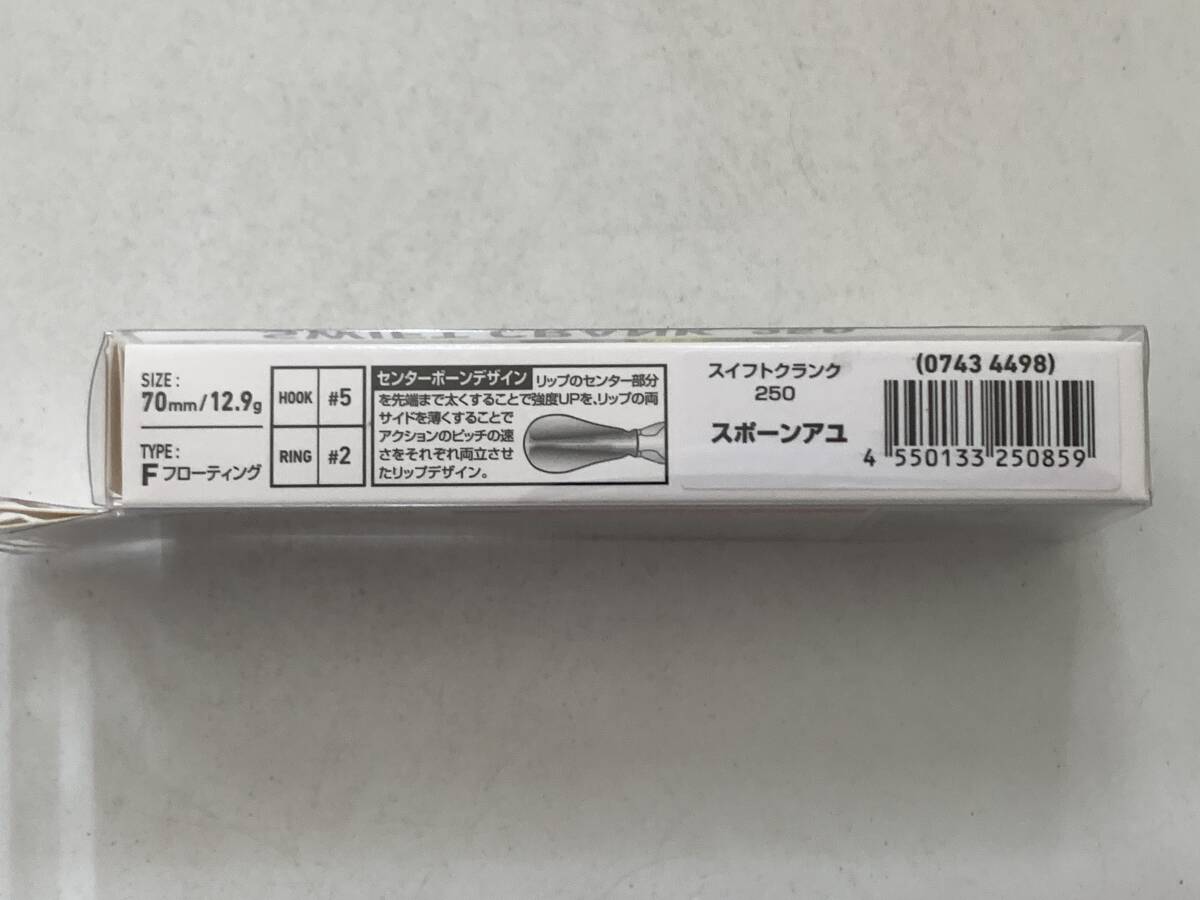 SWIFT CRANK 250
SIZE :
70mm/12.9g
TYPE :
F フローティング
HOOK #5
RING #2
センターボーンデザイン リップのセンター部分
を先端まで太くすることで強度UPを、リップの両
サイドを薄くすることで
アクションのピッチの速
さをそれぞれ両立させ
たリップデザイン。
スイフトクランク
250
スポーンアユ
(0743 4498)
4 550133 250859